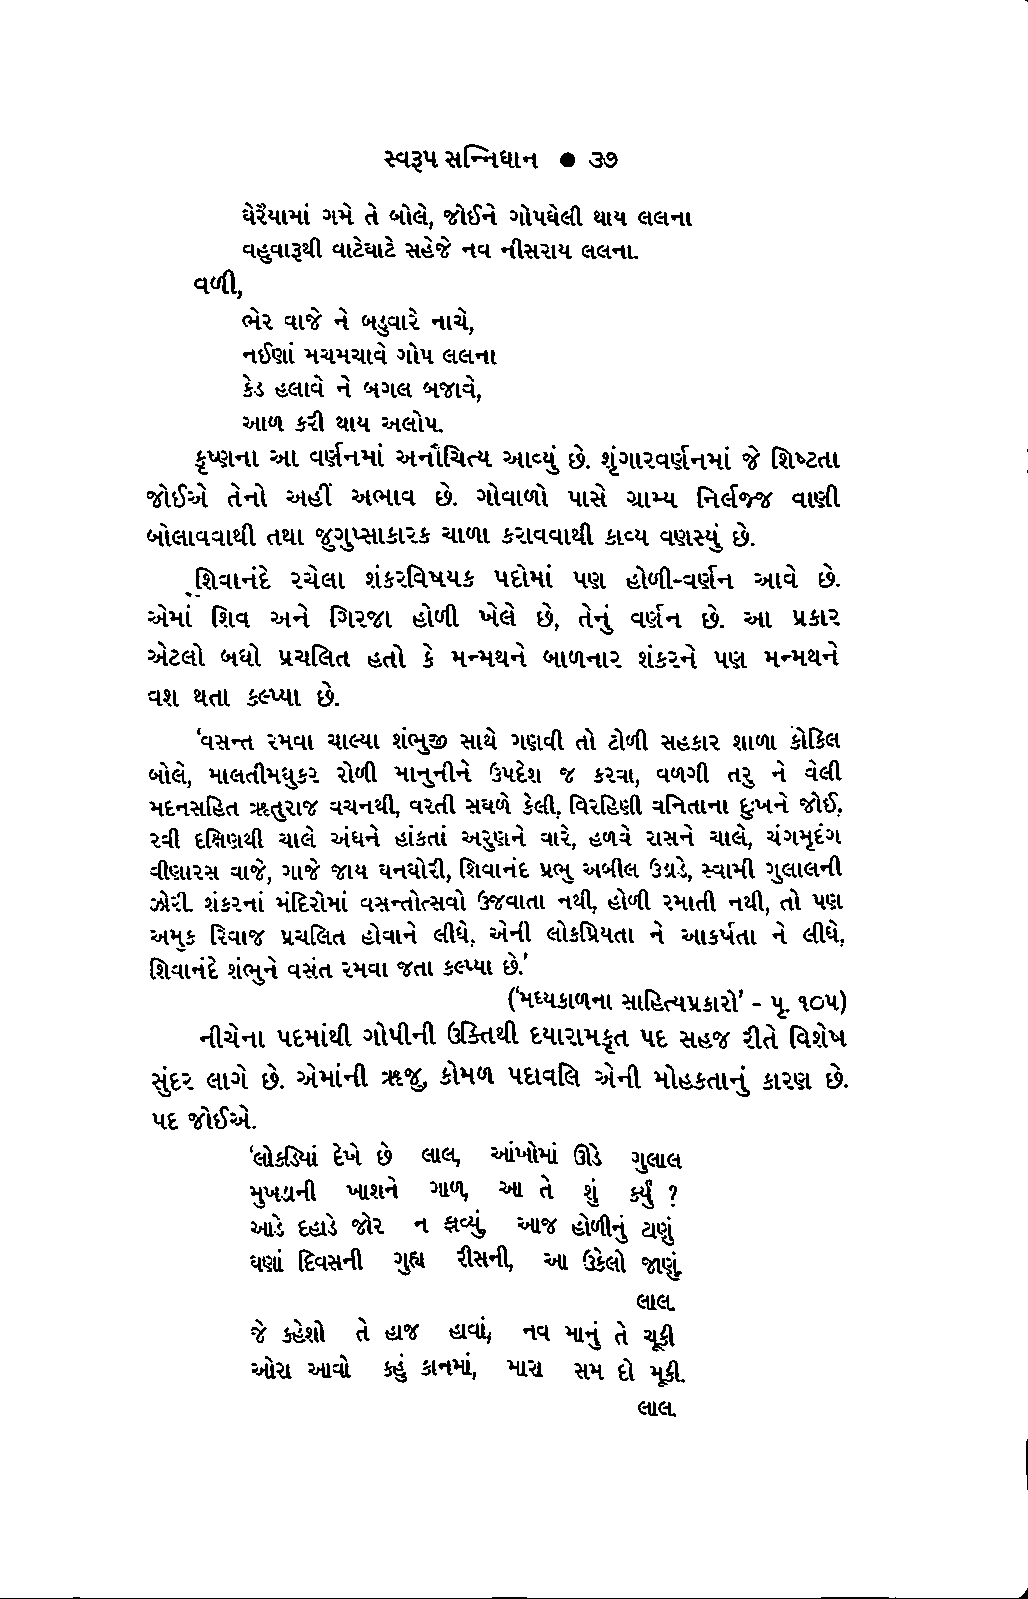 સ્વરૂપ સન્નિધાન ● ૩૭
ઘેરૈયામાં ગમે તે બોલે, જોઈને ગોપઘેલી થાય લલના
વહુવારૂથી વાટેઘાટે સહેજે નવ નીસરાય લલના.
વળી,
ભેર વાજે ને બડુવારે નાચે,
નઈણાં મચમચાવે ગોપ લલના
કેડ હલાવે ને બગલ બજાવે,
આળ કરી થાય અલોપ.
કૃષ્ણના આ વર્ણનમાં અનૌચિત્ય આવ્યું છે. શૃંગારવર્ણનમાં જે શિષ્ટતા
જોઈએ તેનો અહીં અભાવ છે. ગોવાળો પાસે ગ્રામ્ય નિર્લજ્જ વાણી
બોલાવવાથી તથા જુગુપ્સાકારક ચાળા કરાવવાથી કાવ્ય વણસ્યું છે.
શિવાનંદે રચેલા શંકરવિષયક પદોમાં પણ હોળી-વર્ણન આવે છે.
એમાં શિવ અને ગિરજા હોળી ખેલે છે, તેનું વર્ણન છે. આ પ્રકાર
એટલો બધો પ્રચલિત હતો કે મન્મથને બાળનાર શંકરને પણ મન્મથને
વશ થતા કલ્પ્યા છે.
‘વસન્ત રમવા ચાલ્યા શંભુજી સાથે ગણવી તો ટોળી સહકાર શાળા કોકિલ
બોલે, માલતીમધુકર રોળી માનુનીને ઉપદેશ જ કરવા, વળગી તરુ ને વેલી
મદનસહિત ઋતુરાજ વચનથી, વરતી સઘળે કેલી, વિરહિણી વનિતાના દુઃખને જોઈ,
રવી દક્ષિણથી ચાલે અંધને હાંકતાં અરુણને વારે, હળવે રાસને ચાલે, ચંગમૃદંગ
વીણારસ વાજે, ગાજે જાય ઘનઘોરી, શિવાનંદ પ્રભુ અબીલ ઉડાડે, સ્વામી ગુલાલની
ઝોરી. શંકરનાં મંદિરોમાં વસન્તોત્સવો ઉજવાતા નથી, હોળી રમાતી નથી, તો પણ
અમુક રિવાજ પ્રચલિત હોવાને લીધે, એની લોકપ્રિયતા ને આકર્ષતા ને લીધે,
શિવાનંદે શંભુને વસંત રમવા જતા કલ્પ્યા છે.’
(‘મધ્યકાળના સાહિત્યપ્રકારો’ - પૃ. ૧૦૫)
નીચેના પદમાંથી ગોપીની ઉક્તિથી દયારામકૃત પદ સહજ રીતે વિશેષ
સુંદર લાગે છે. એમાંની ઋજુ, કોમળ પદાવલિ એની મોહકતાનું કારણ છે.
પદ જોઈએ.
‘લોકડિયાં દેખે છે લાલ, આંખોમાં ઊડે ગુલાલ
મુખડાની ખાશને ગાળ, આ તે શું કર્યું ?
આડે દહાડે જોર ન ફાવ્યું, આજ હોળીનું ટાણું
ઘણાં દિવસની ગુહ્ય રીસની, આ ઉકેલો જાણું.
લાલ.
જે કહેશો તે હાજ હાવાં, નવ માનું તે ચૂકી
ઓરા આવો કહું કાનમાં, મારા સમ દો મૂકી.
લાલ.